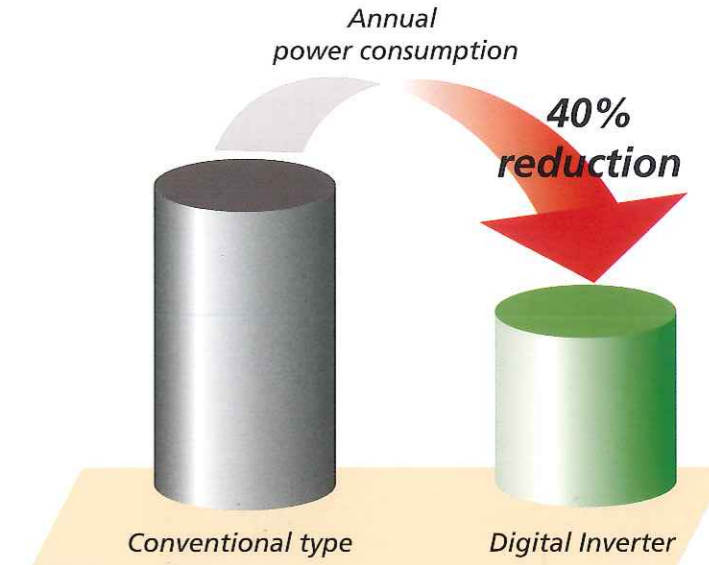 Annual
power consumption
40%
reduction
Conventional type
Digital Inverter